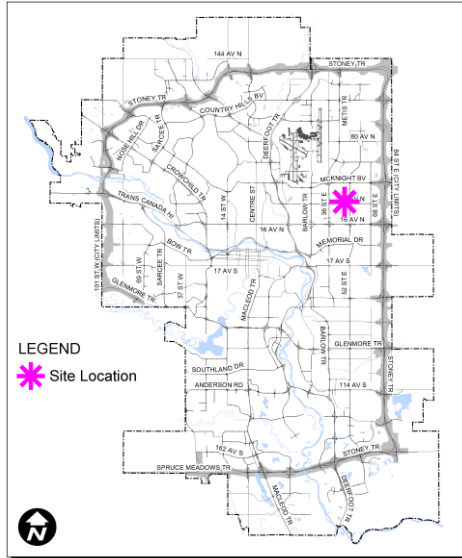 144 AV N
STONEY TR
STONEY TR
COUNTRY HILLS BV
METIS TR
NOSE HILL DR
SARCEE TR
DEERFOOT TR
80 AV N
CROWCHILD TR
MCKNIGHT BV
84 ST E (CITY LIMITS)
TRANS CANADA HI
14 ST W
CENTRE ST
BARLOW TR
36 ST E
68 ST E
16 AV N
16 AV N
101 ST W (CITY LIMITS)
BOW TR
MEMORIAL DR
69 ST W
SARCEE TR
17 AV S
17 AV S
GLENMORE TR
37 ST W
MACLEOD TR
52 ST E
BARLOW TR
GLENMORE TR
LEGEND
Site Location
SOUTHLAND DR
STONEY TR
ANDERSON RD
114 AV S
162 AV S
STONEY TR
SPRUCE MEADOWS TR
MACLEOD TR
DEERFOOT TR
N